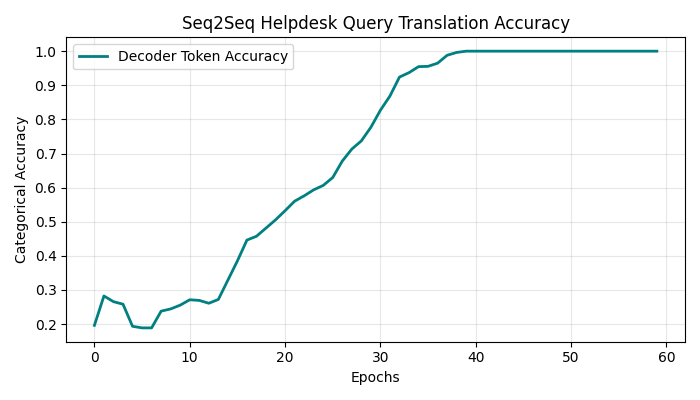 Seq2Seq Helpdesk Query Translation Accuracy
Decoder Token Accuracy
Categorical Accuracy
1.0
0.9
0.8
0.7
0.6
0.5
0.4
0.3
0.2
0 10 20 30 40 50 60
Epochs